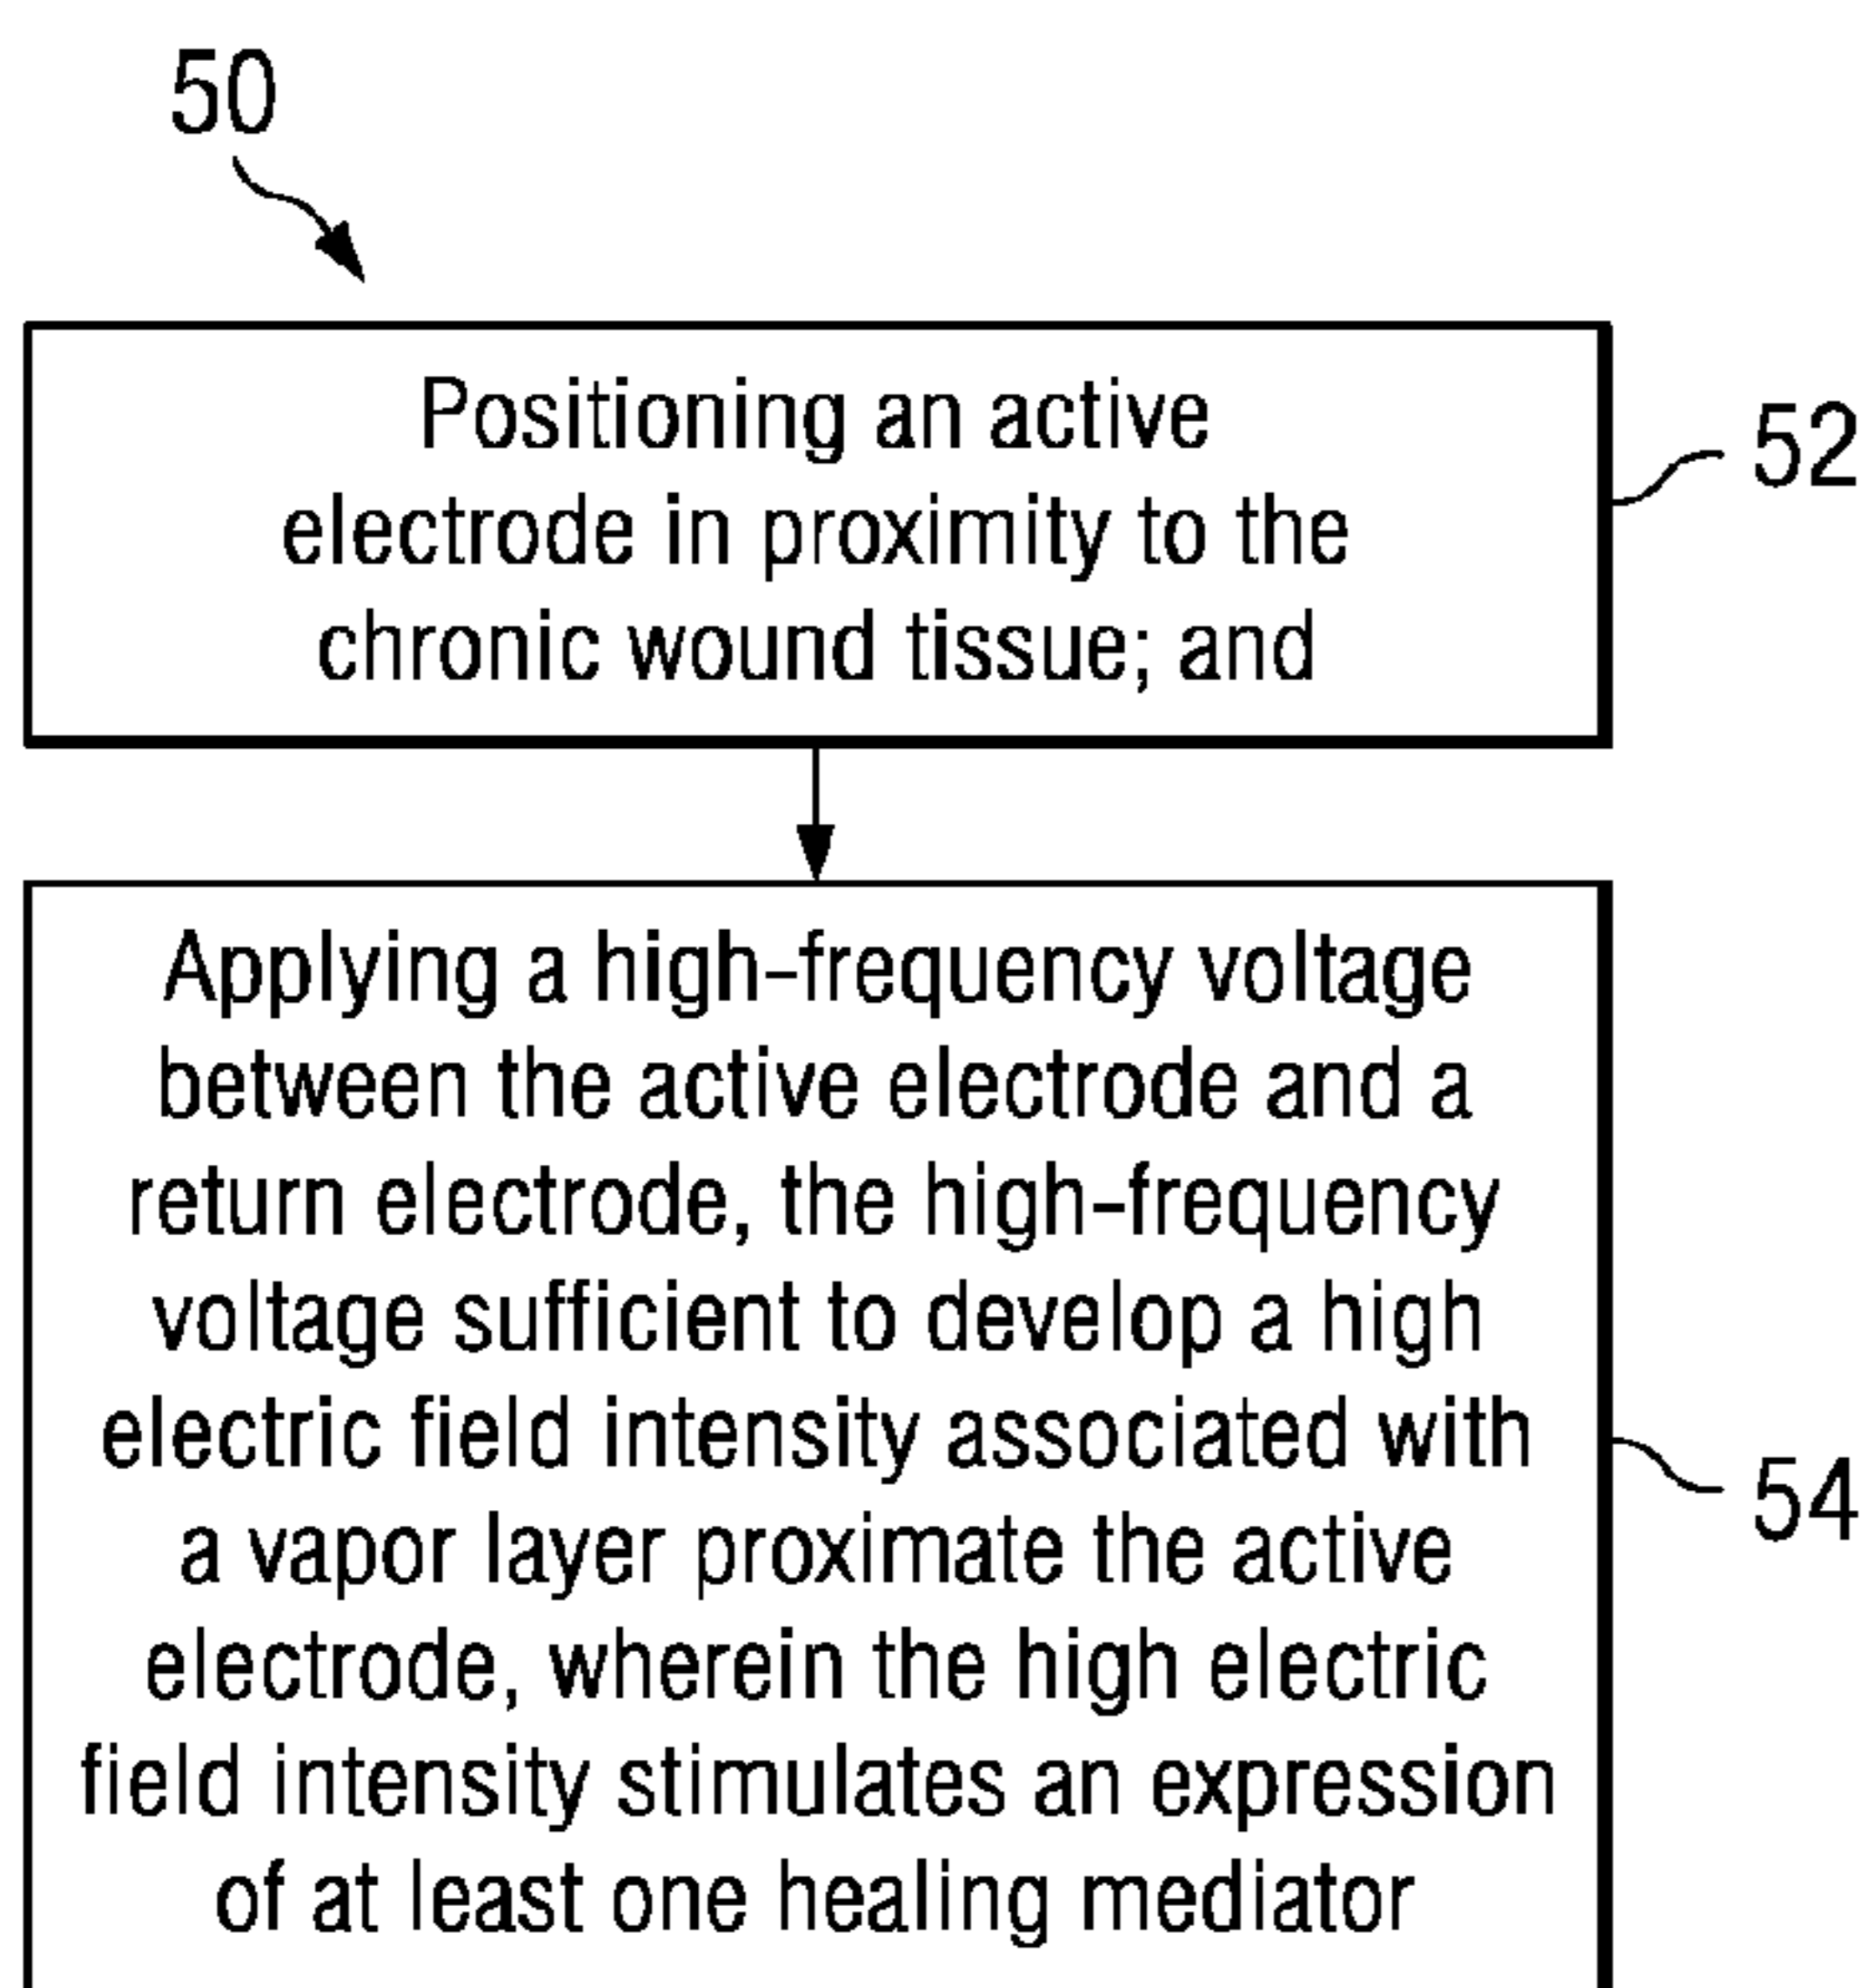 50
Positioning an active
electrode in proximity to the
chronic wound tissue; and
52
Applying a high-frequency voltage
between the active electrode and a
return electrode, the high-frequency
voltage sufficient to develop a high
electric field intensity associated with
a vapor layer proximate the active
electrode, wherein the high electric
field intensity stimulates an expression
of at least one healing mediator
54